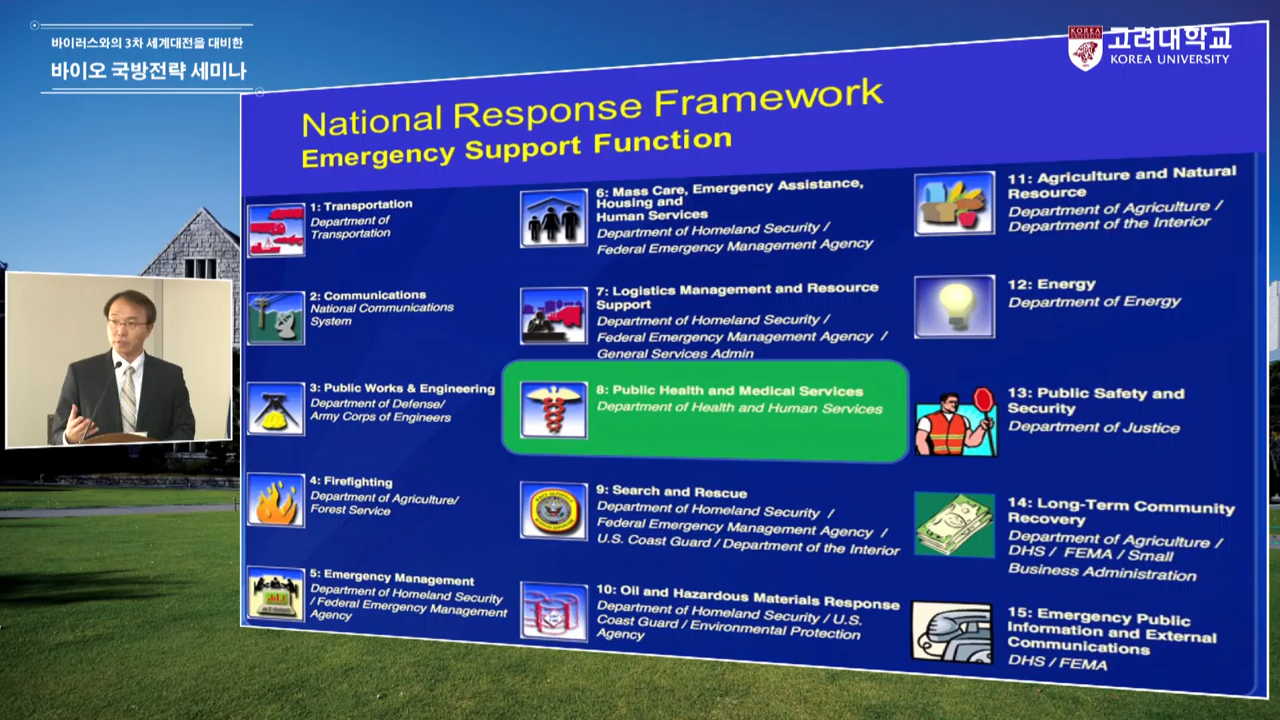 바이러스와의 3차 세계대전을 대비한
바이오 국방전략 세미나
KOREA
고려대학교
KOREA UNIVERSITY
National Response Framework
Emergency Support Function
1: Transportation
Department of
Transportation
2: Communications
National Communications
System
3: Public Works & Engineering
Department of Defense/
Army Corps of Engineers
4: Firefighting
Department of Agriculture/
Forest Service
5: Emergency Management
Department of Homeland Security
/ Federal Emergency Management
Agency
6: Mass Care, Emergency Assistance,
Housing and
Human Services
Department of Homeland Security /
Federal Emergency Management Agency
7: Logistics Management and Resource
Support
Department of Homeland Security /
Federal Emergency Management Agency /
General Services Admin
8: Public Health and Medical Services
Department of Health and Human Services
9: Search and Rescue
Department of Homeland Security /
Federal Emergency Management Agency /
U.S. Coast Guard / Department of the Interior
10: Oil and Hazardous Materials Response
Department of Homeland Security / U.S.
Coast Guard / Environmental Protection
Agency
11: Agriculture and Natural
Resource
Department of Agriculture /
Department of the Interior
12: Energy
Department of Energy
13: Public Safety and
Security
Department of Justice
14: Long-Term Community
Recovery
Department of Agriculture /
DHS / FEMA / Small
Business Administration
15: Emergency Public
Information and External
Communications
DHS / FEMA